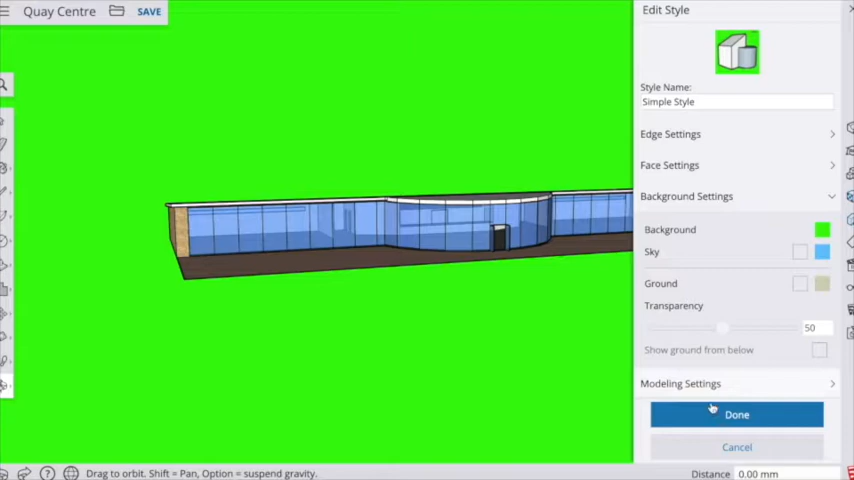 Quay Centre SAVE
Edit Style
Style Name:
Simple Style
Edge Settings
Face Settings
Background Settings
Background
Sky
Ground
Transparency
50
Show ground from below
Modeling Settings
Done
Cancel
Drag to orbit. Shift = Pan, Option = suspend gravity.
Distance 0.00 mm